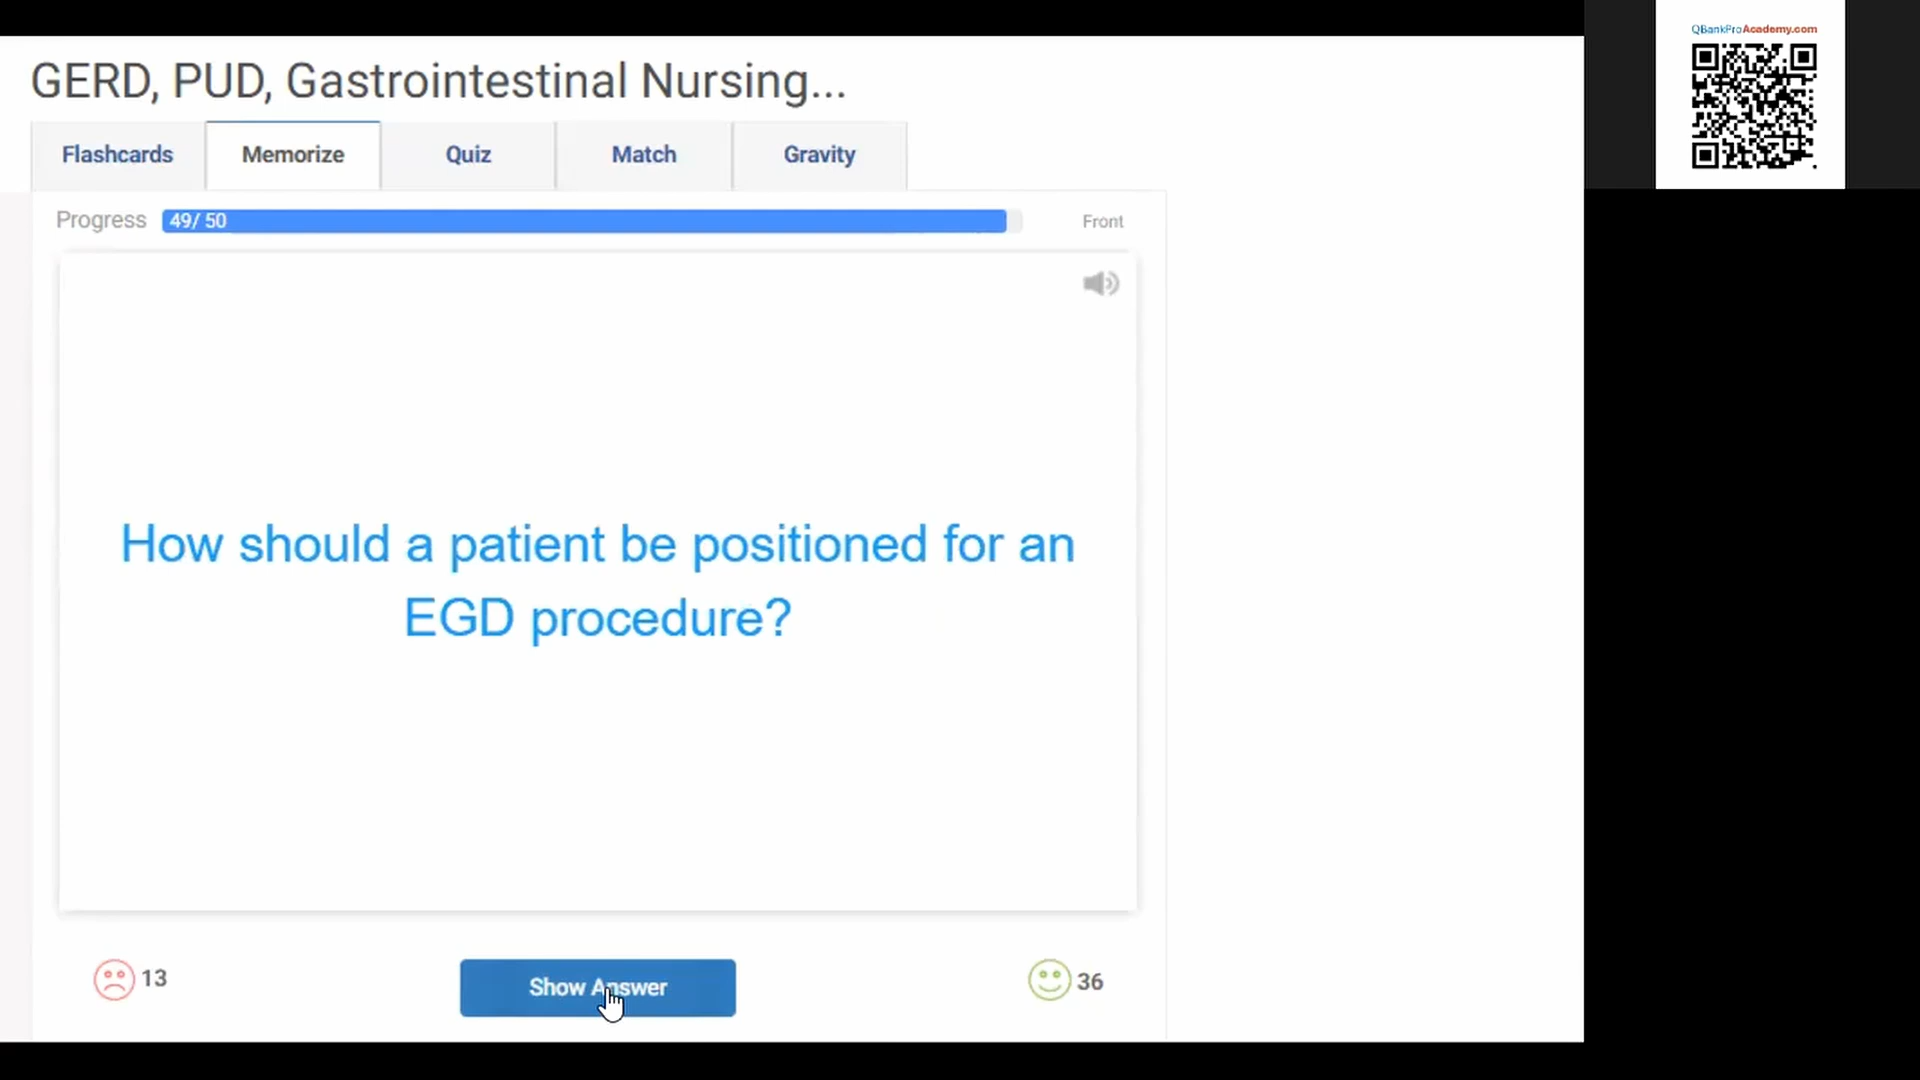 QBankProAcademy.com
GERD, PUD, Gastrointestinal Nursing...
Flashcards
Memorize
Quiz
Match
Gravity
Progress
49/ 50
Front
How should a patient be positioned for an
EGD procedure?
13
Show Answer
36